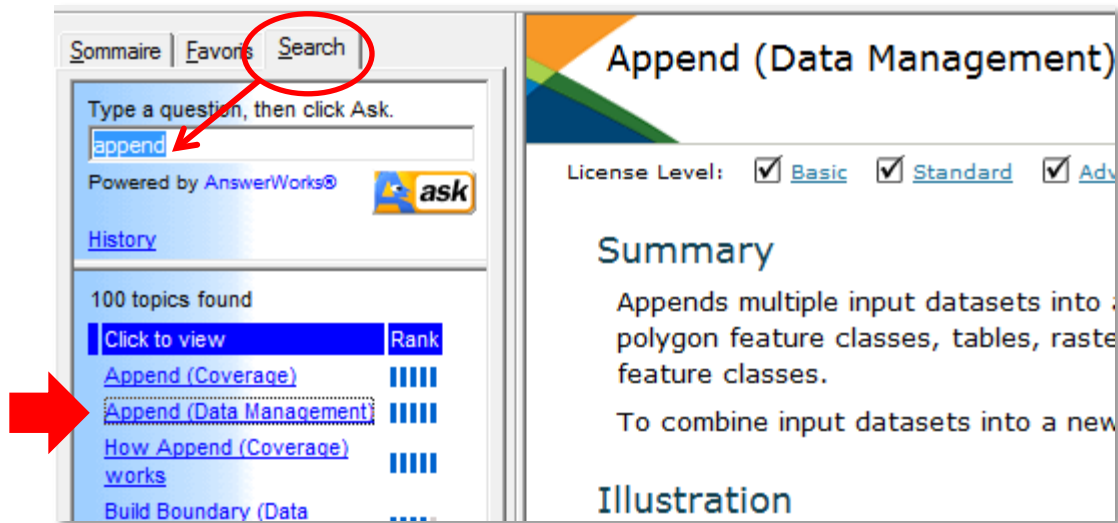 Sommaire
Favoris
Search
Type a question, then click Ask.
append
Powered by AnswerWorks®
ask
History
100 topics found
Click to view Rank
Append (Coverage)
Append (Data Management)
How Append (Coverage)
works
Build Boundary (Data
Append (Data Management)
License Level: Basic Standard Adv
Summary
Appends multiple input datasets into
polygon feature classes, tables, raste
feature classes.
To combine input datasets into a new
Illustration